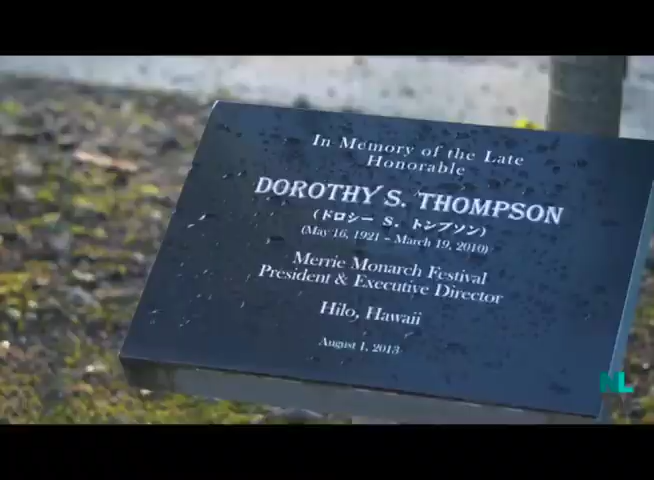 In Memory of the Late
Honorable
DOROTHY S. THOMPSON
(ドロシー S. トンプソン)
(May 16, 1921 - March 19, 2010)
Merrie Monarch Festival
President & Executive Director
Hilo, Hawaii
August 1, 2013
NL